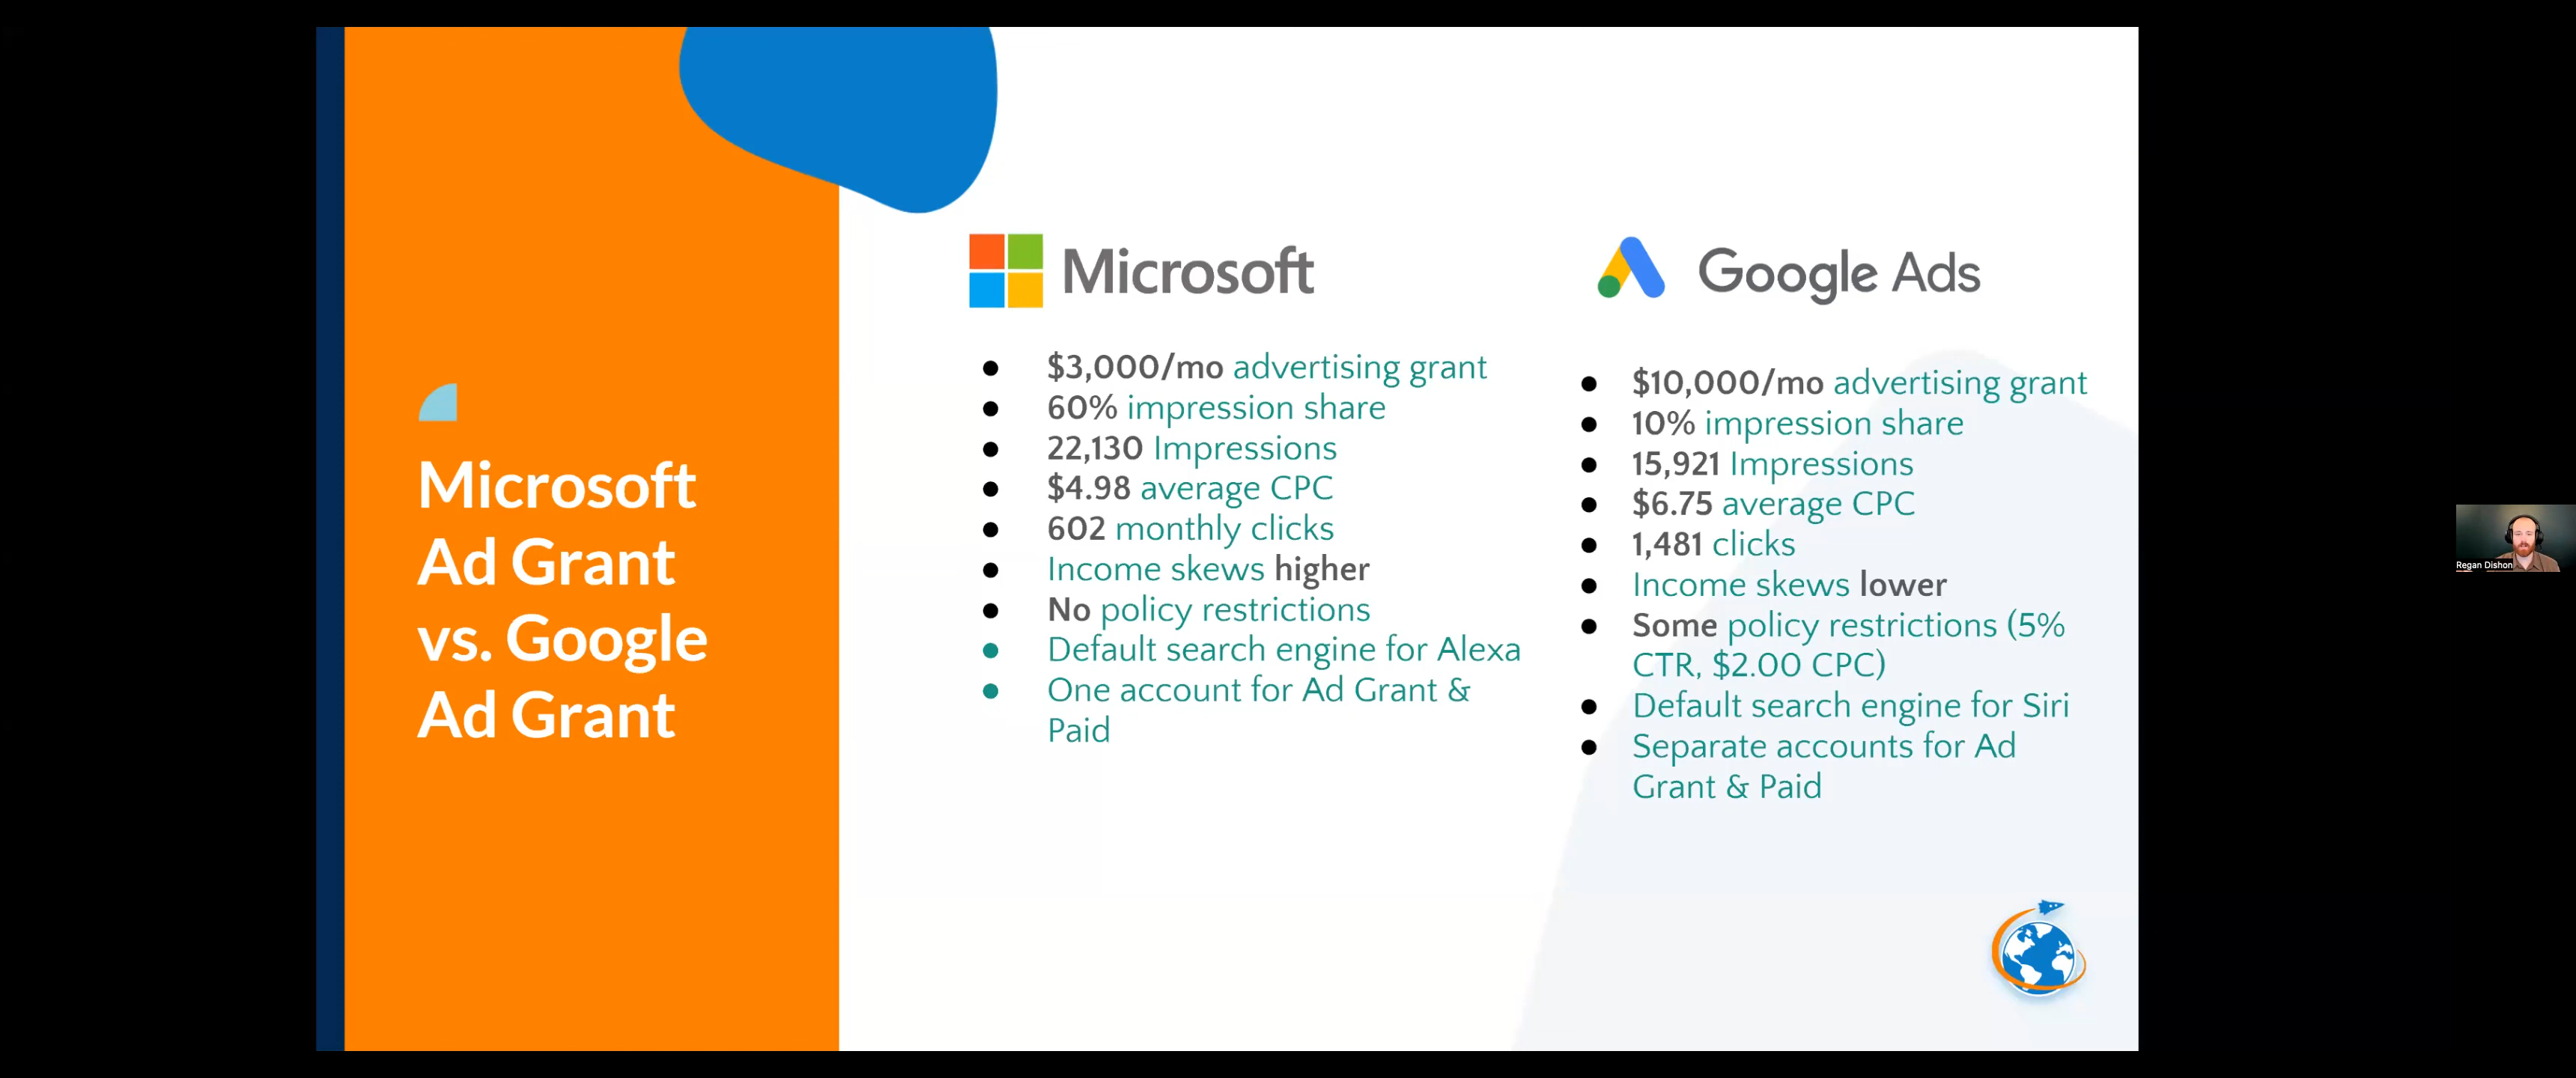 Microsoft
Ad Grant
vs. Google
Ad Grant
Microsoft
$3,000/mo advertising grant
60% impression share
22,130 Impressions
$4.98 average CPC
602 monthly clicks
Income skews higher
No policy restrictions
Default search engine for Alexa
One account for Ad Grant &
Paid
Google Ads
$10,000/mo advertising grant
10% impression share
15,921 Impressions
$6.75 average CPC
1,481 clicks
Income skews lower
Some policy restrictions (5%
CTR, $2.00 CPC)
Default search engine for Siri
Separate accounts for Ad
Grant & Paid
Regan Dishon